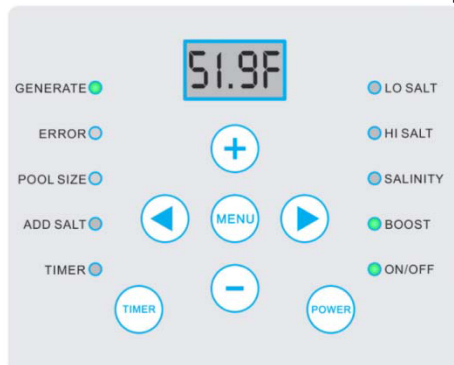 51.9F
GENERATE
ERROR
POOL SIZE
ADD SALT
TIMER
LO SALT
HI SALT
SALINITY
BOOST
ON/OFF
+
MENU
−
TIMER
POWER